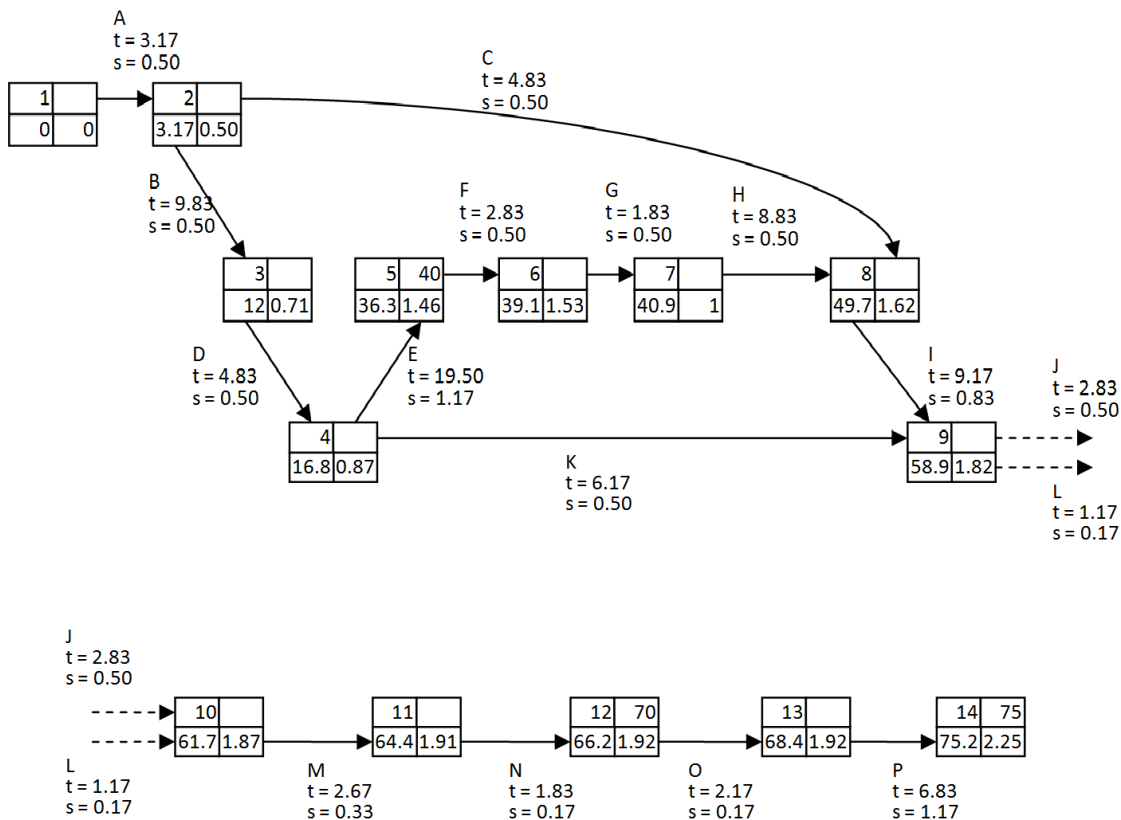 A
t = 3.17
s = 0.50
C
t = 4.83
s = 0.50
1
0 0
2
3.17 0.50
B
t = 9.83
s = 0.50
F
t = 2.83
s = 0.50
G
t = 1.83
s = 0.50
H
t = 8.83
s = 0.50
3
12 0.71
5 40
36.3 1.46
6
39.1 1.53
7
40.9 1
8
49.7 1.62
D
t = 4.83
s = 0.50
E
t = 19.50
s = 1.17
I
t = 9.17
s = 0.83
J
t = 2.83
s = 0.50
4
16.8 0.87
9
58.9 1.82
K
t = 6.17
s = 0.50
L
t = 1.17
s = 0.17
J
t = 2.83
s = 0.50
10
61.7 1.87
11
64.4 1.91
12 70
66.2 1.92
13
68.4 1.92
14 75
75.2 2.25
L
t = 1.17
s = 0.17
M
t = 2.67
s = 0.33
N
t = 1.83
s = 0.17
O
t = 2.17
s = 0.17
P
t = 6.83
s = 1.17